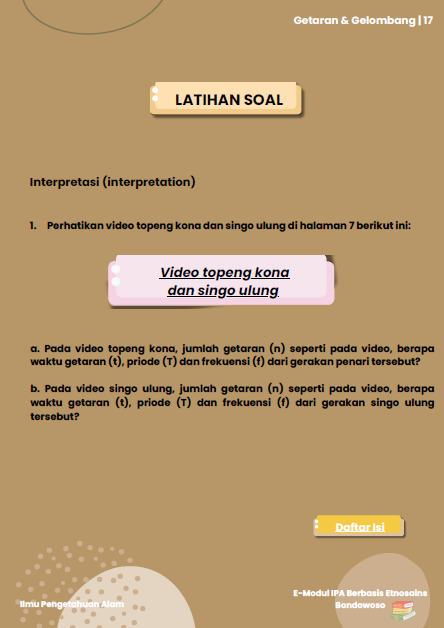 Getaran & Gelombang | 17
LATIHAN SOAL
Interpretasi (interpretation)
1. Perhatikan video topeng kona dan singo ulung di halaman 7 berikut ini:
Video topeng kona
dan singo ulung
a. Pada video topeng kona, jumlah getaran (n) seperti pada video, berapa
waktu getaran (t), priode (T) dan frekuensi (f) dari gerakan penari tersebut?
b. Pada video singo ulung, jumlah getaran (n) seperti pada video, berapa
waktu getaran (t), priode (T) dan frekuensi (f) dari gerakan singo ulung
tersebut?
Daftar Isi
Ilmu Pengetahuan Alam
E-Modul IPA Berbasis Etnosains
Bondowoso